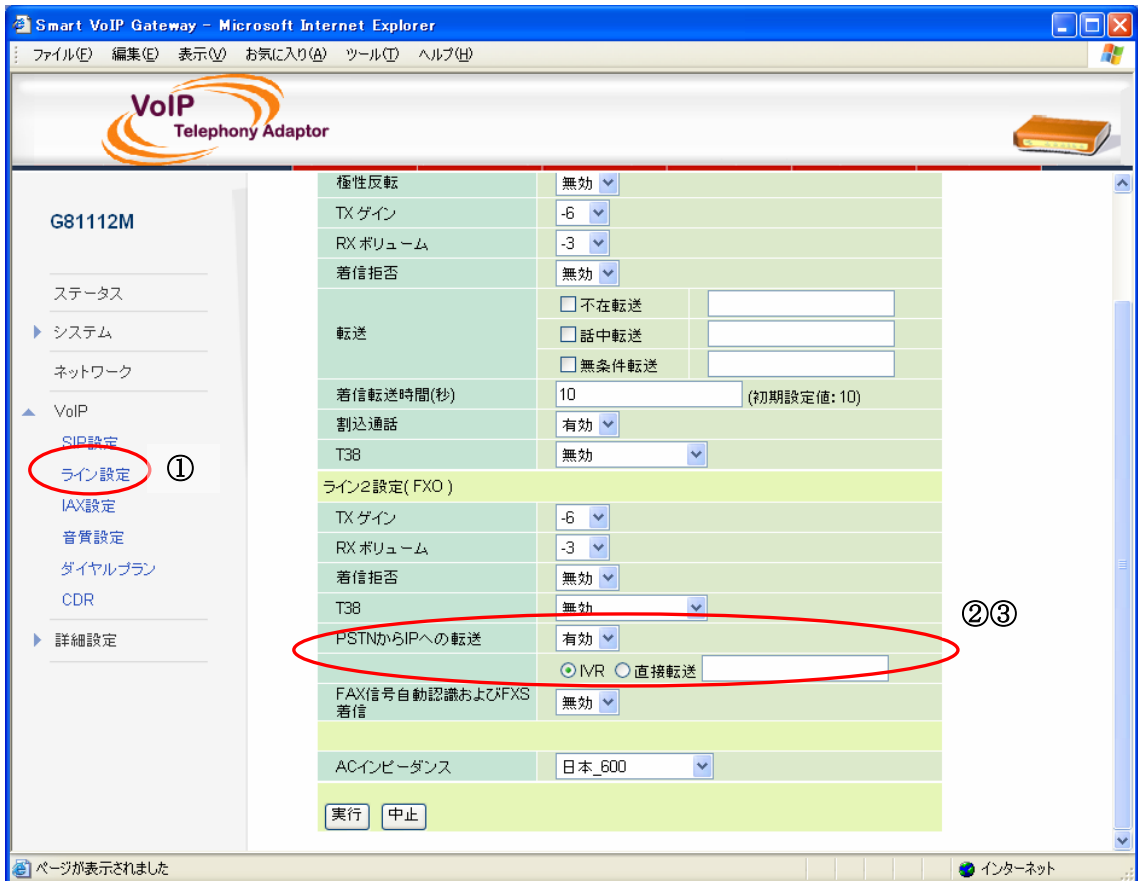 Smart VoIP Gateway - Microsoft Internet Explorer
ファイル(F) 編集(E) 表示(V) お気に入り(A) ツール(T) ヘルプ(H)
VoIP
Telephony Adaptor
G81112M
ステータス
システム
ネットワーク
VoIP
SIP設定
ライン設定 ①
IAX設定
音質設定
ダイヤルプラン
CDR
詳細設定
極性反転 無効
TX ゲイン -6
RX ボリューム -3
着信拒否 無効
転送
不在転送
話中転送
無条件転送
着信転送時間(秒) 10 (初期設定値: 10)
割込通話 有効
T38 無効
ライン2設定( FXO )
TX ゲイン -6
RX ボリューム -3
着信拒否 無効
T38 無効
PSTNからIPへの転送 有効 ②③
IVR 直接転送
FAX信号自動認識およびFXS
着信 無効
ACインピーダンス 日本_600
実行 中止
ページが表示されました インターネット